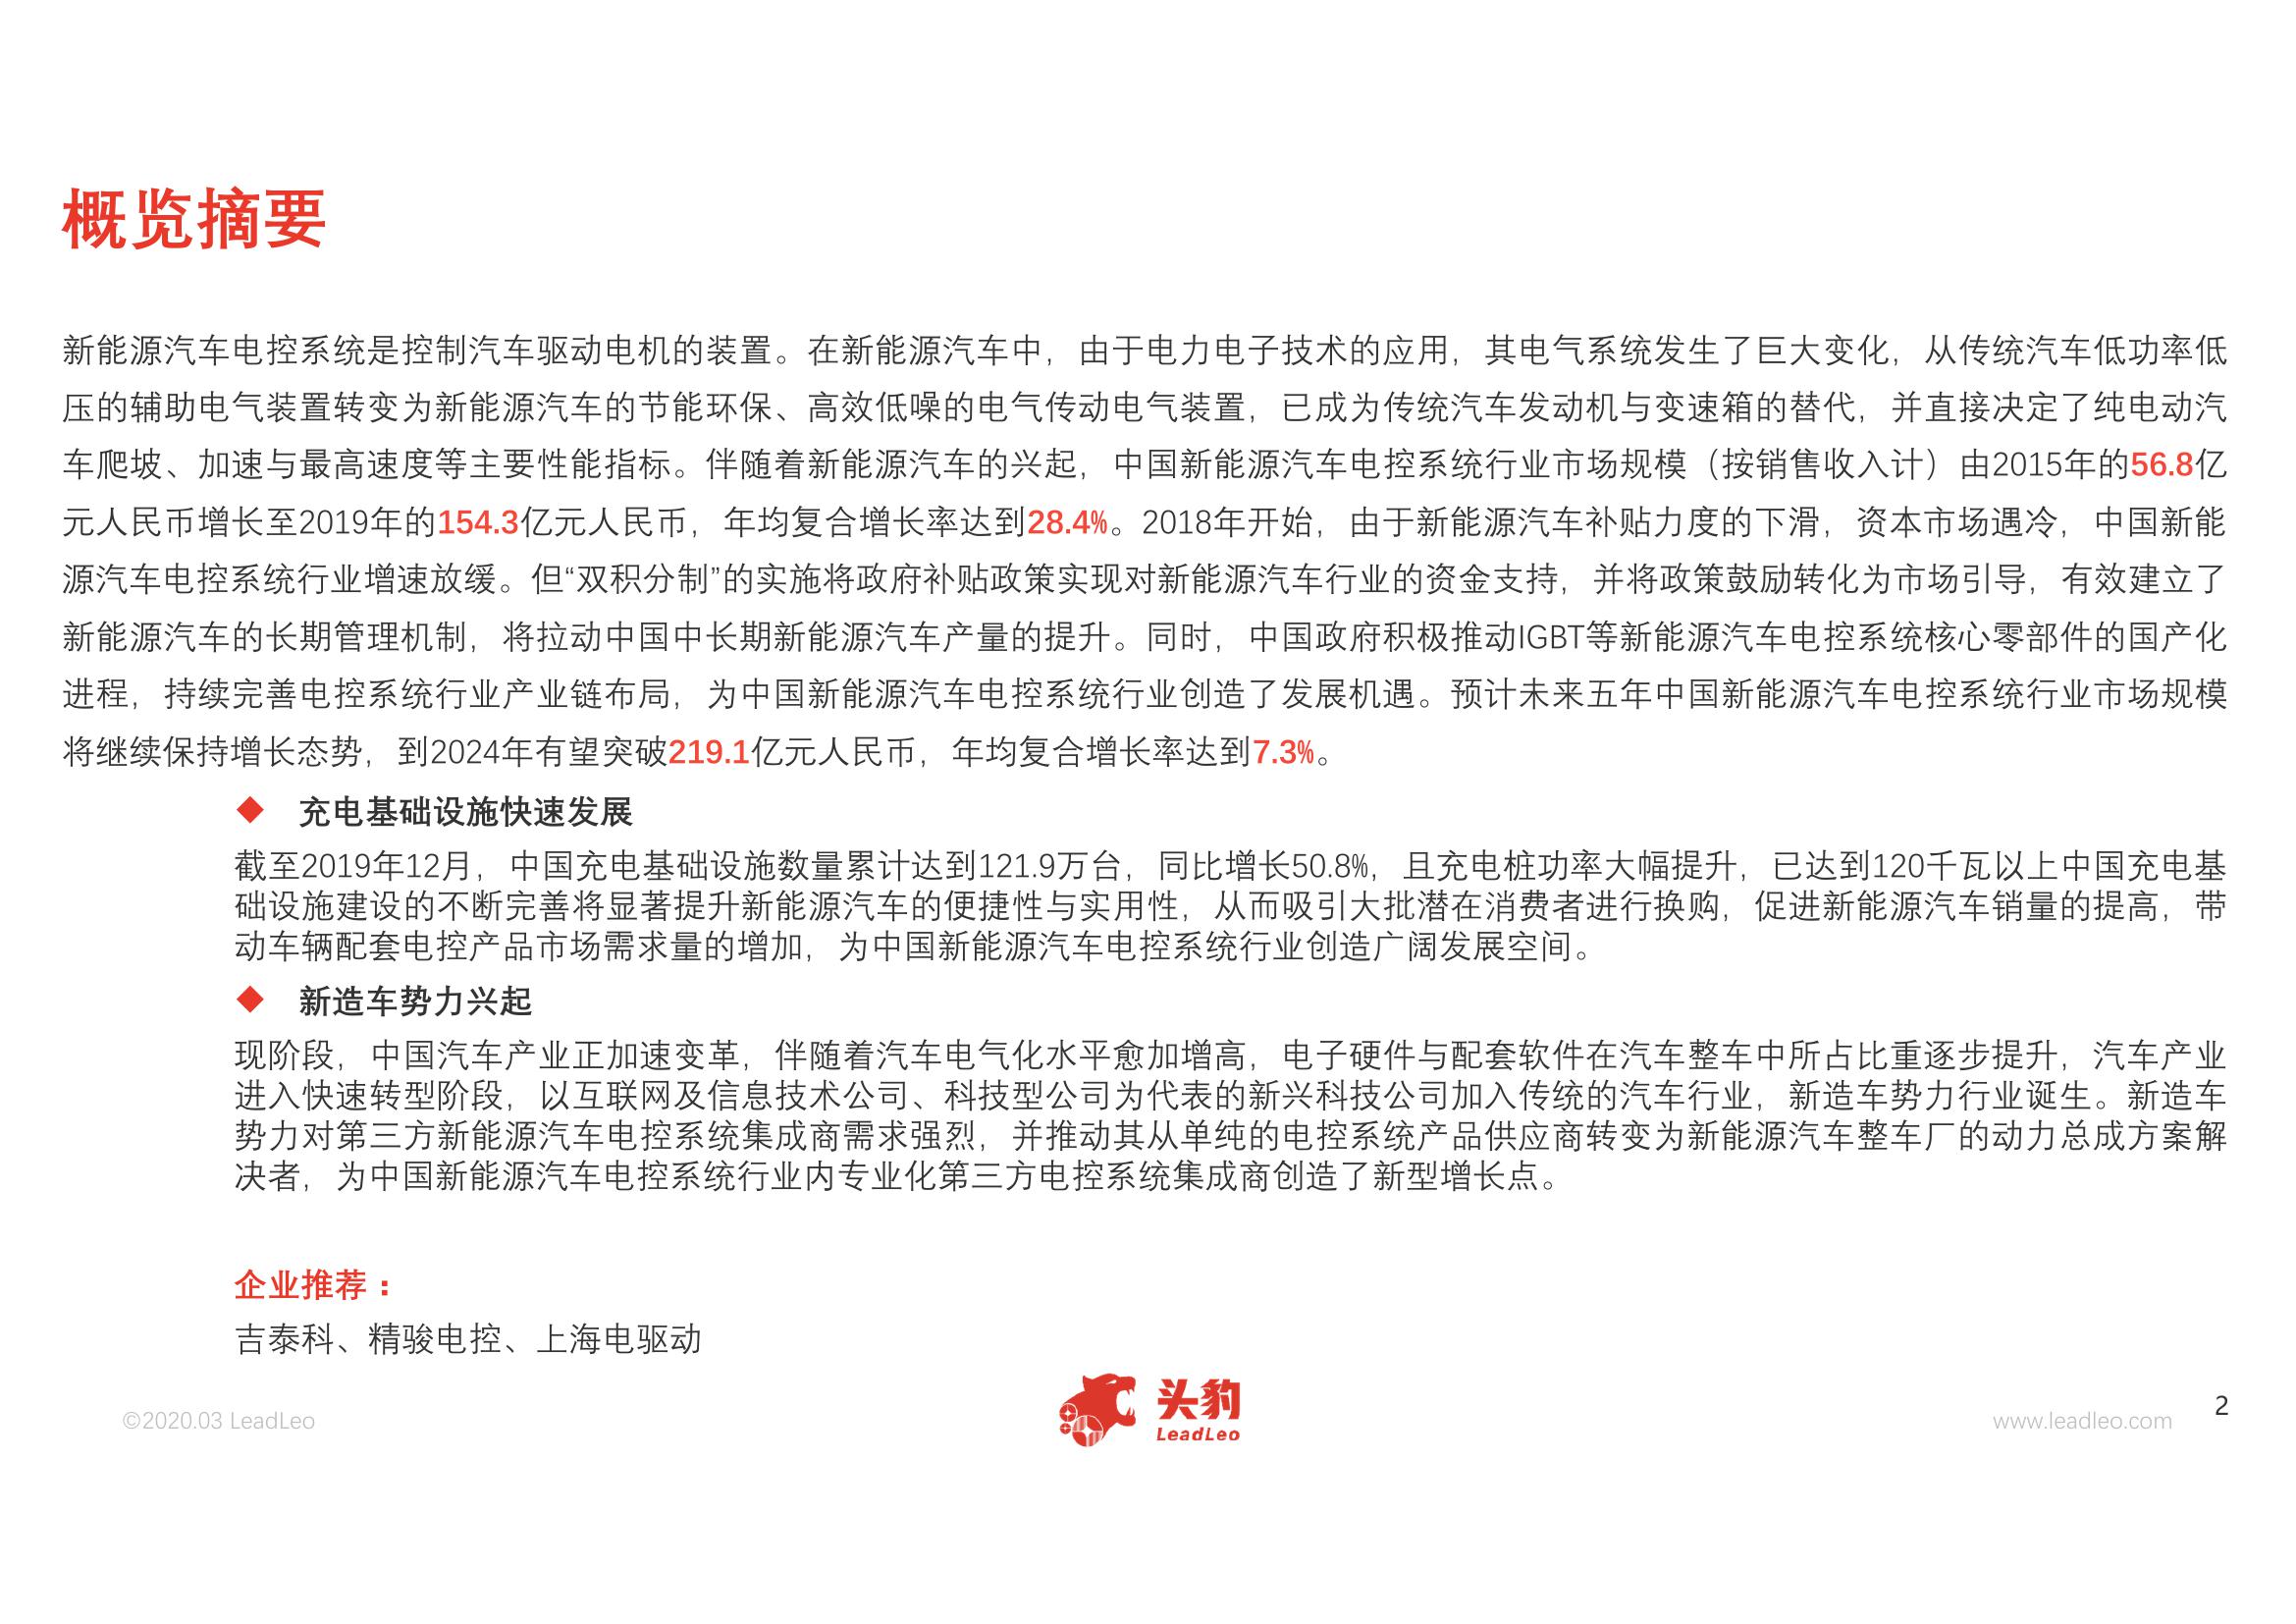 概览摘要
新能源汽车电控系统是控制汽车驱动电机的装置。在新能源汽车中，由于电力电子技术的应用，其电气系统发生了巨大变化，从传统汽车低功率低
压的辅助电气装置转变为新能源汽车的节能环保、高效低噪的电气传动电气装置，已成为传统汽车发动机与变速箱的替代，并直接决定了纯电动汽
车爬坡、加速与最高速度等主要性能指标。伴随着新能源汽车的兴起，中国新能源汽车电控系统行业市场规模（按销售收入计）由2015年的56.8亿
元人民币增长至2019年的154.3亿元人民币，年均复合增长率达到28.4%。2018年开始，由于新能源汽车补贴力度的下滑，资本市场遇冷，中国新能
源汽车电控系统行业增速放缓。但“双积分制”的实施将政府补贴政策实现对新能源汽车行业的资金支持，并将政策鼓励转化为市场引导，有效建立了
新能源汽车的长期管理机制，将拉动中国中长期新能源汽车产量的提升。同时，中国政府积极推动IGBT等新能源汽车电控系统核心零部件的国产化
进程，持续完善电控系统行业产业链布局，为中国新能源汽车电控系统行业创造了发展机遇。预计未来五年中国新能源汽车电控系统行业市场规模
将继续保持增长态势，到2024年有望突破219.1亿元人民币，年均复合增长率达到7.3%。
◆ 充电基础设施快速发展
截至2019年12月，中国充电基础设施数量累计达到121.9万台，同比增长50.8%，且充电桩功率大幅提升，已达到120千瓦以上中国充电基
础设施建设的不断完善将显著提升新能源汽车的便捷性与实用性，从而吸引大批潜在消费者进行换购，促进新能源汽车销量的提高，带
动车辆配套电控产品市场需求量的增加，为中国新能源汽车电控系统行业创造广阔发展空间。
◆ 新造车势力兴起
现阶段，中国汽车产业正加速变革，伴随着汽车电气化水平愈加增高，电子硬件与配套软件在汽车整车中所占比重逐步提升，汽车产业
进入快速转型阶段，以互联网及信息技术公司、科技型公司为代表的新兴科技公司加入传统的汽车行业，新造车势力行业诞生。新造车
势力对第三方新能源汽车电控系统集成商需求强烈，并推动其从单纯的电控系统产品供应商转变为新能源汽车整车厂的动力总成方案解
决者，为中国新能源汽车电控系统行业内专业化第三方电控系统集成商创造了新型增长点。
企业推荐：
吉泰科、精骏电控、上海电驱动
©2020.03 LeadLeo
头豹
LeadLeo
www.leadleo.com
2